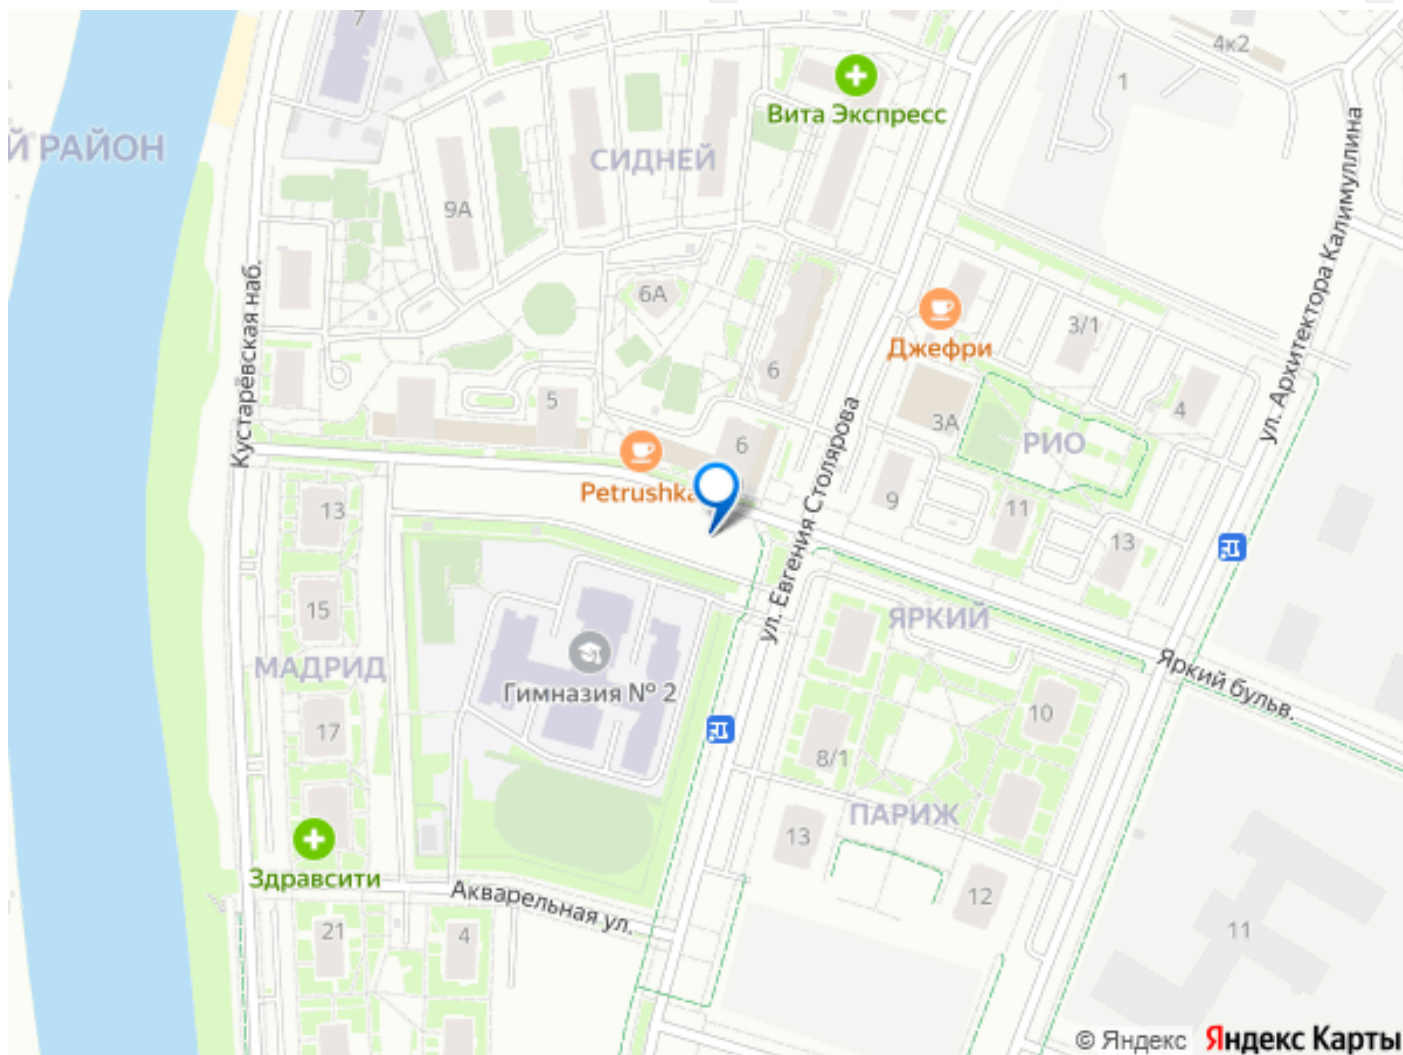 7
4к2
1
Вита Экспресс
Й РАЙОН
СИДНЕЙ
9А
ул. Архитектора Калимуллина
Кустарёвская наб.
6А
Джефри
3/1
6
5
4
3А
РИО
6
Petrushka
ул. Евгения Столярова
9
11
13
13
15
ЯРКИЙ
МАДРИД
Гимназия № 2
Яркий бульв.
17
10
8/1
ПАРИЖ
13
Здравсити
Акварельная ул.
12
21
4
11
© Яндекс Яндекс Карты